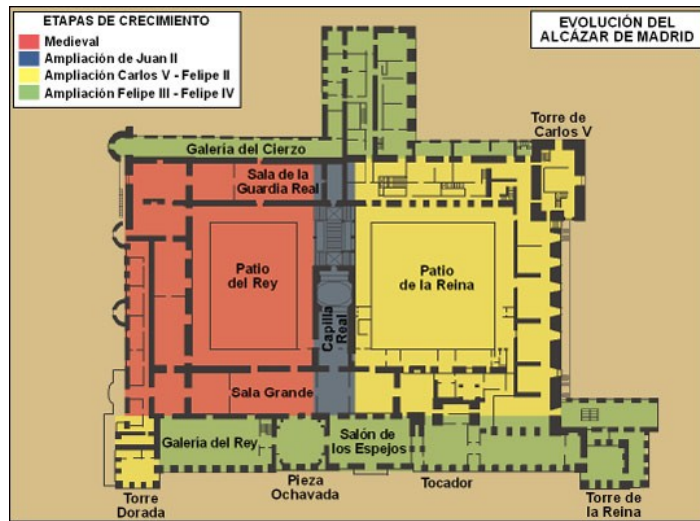 ETAPAS DE CRECIMIENTO
Medieval
Ampliación de Juan II
Ampliación Carlos V - Felipe II
Ampliación Felipe III - Felipe IV
EVOLUCIÓN DEL
ALCÁZAR DE MADRID
Torre de
Carlos V
Galería del Cierzo
Sala de la
Guardia Real
Patio
del Rey
Patio
de la Reina
Capilla
Real
Sala Grande
Galería del Rey
Salón de
los Espejos
Torre
Dorada
Pieza
Ochavada
Tocador
Torre de
la Reina